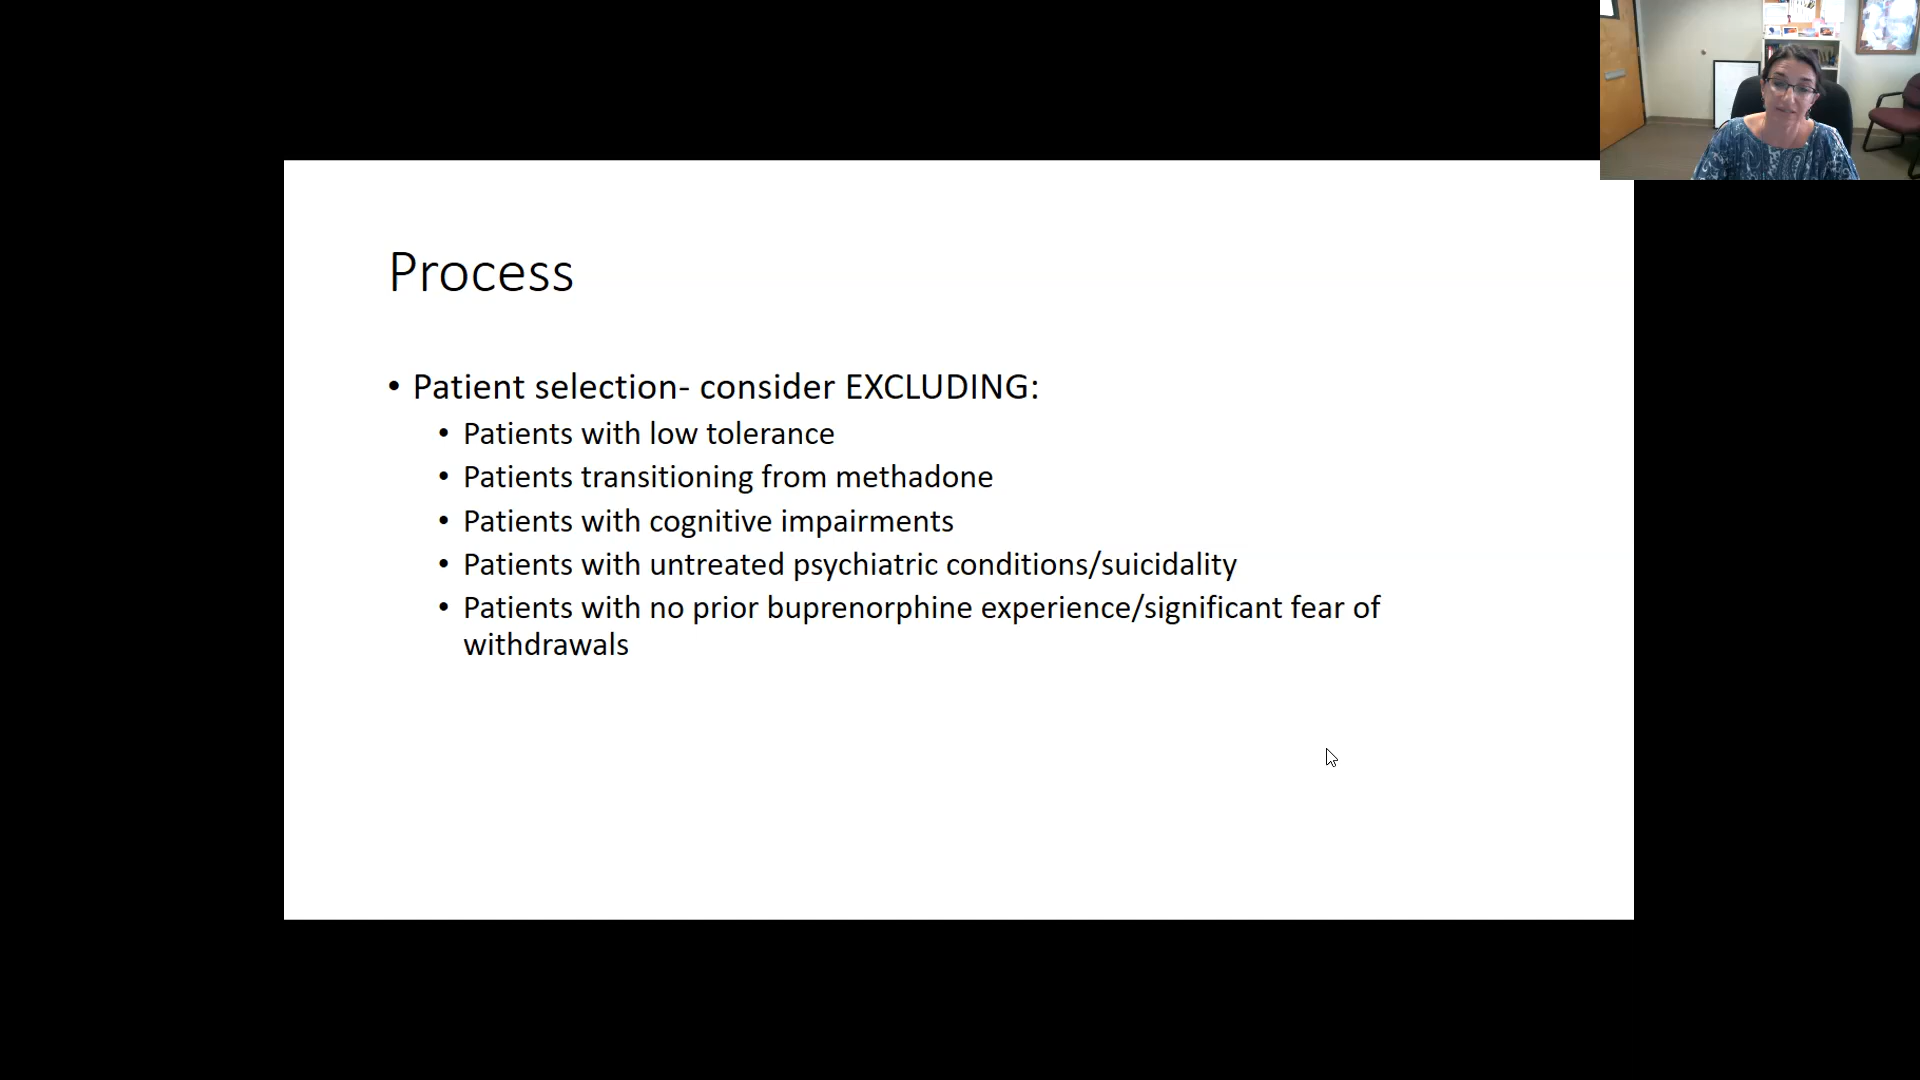 Process
• Patient selection- consider EXCLUDING:
• Patients with low tolerance
• Patients transitioning from methadone
• Patients with cognitive impairments
• Patients with untreated psychiatric conditions/suicidality
• Patients with no prior buprenorphine experience/significant fear of
withdrawals